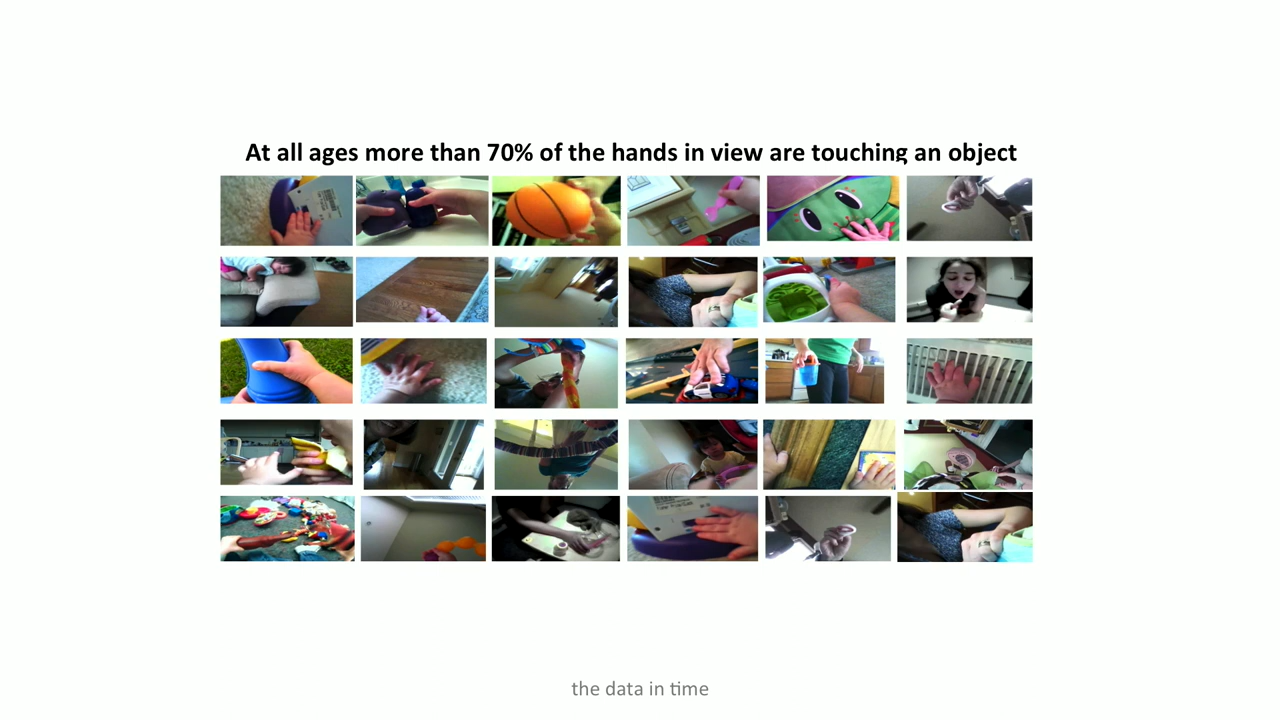 At all ages more than 70% of the hands in view are touching an object
the data in time